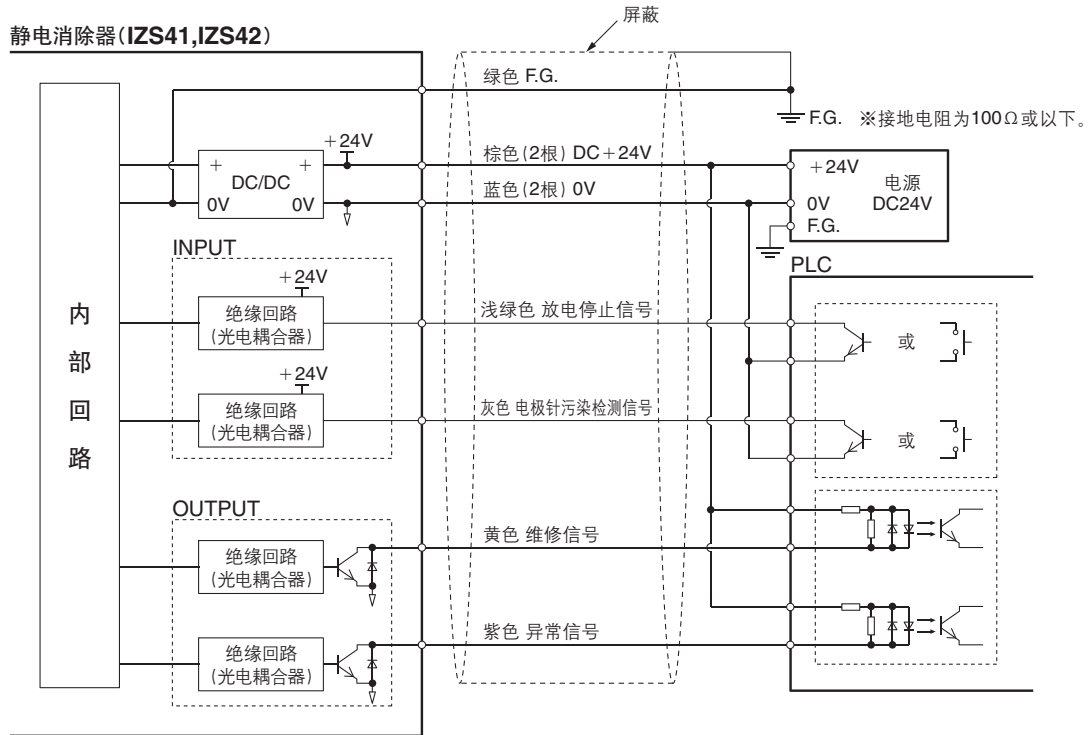 屏蔽
静电消除器(IZS41,IZS42)
绿色 F.G.
F.G. ※接地电阻为100Ω或以下。
+24V
棕色(2根) DC+24V
+ +
DC/DC
0V 0V
蓝色(2根) 0V
+24V
0V
F.G.
电源
DC24V
INPUT
PLC
+24V
绝缘回路
(光电耦合器)
浅绿色 放电停止信号
或
内部回路
+24V
绝缘回路
(光电耦合器)
灰色 电极针污染检测信号
或
OUTPUT
绝缘回路
(光电耦合器)
黄色 维修信号
绝缘回路
(光电耦合器)
紫色 异常信号